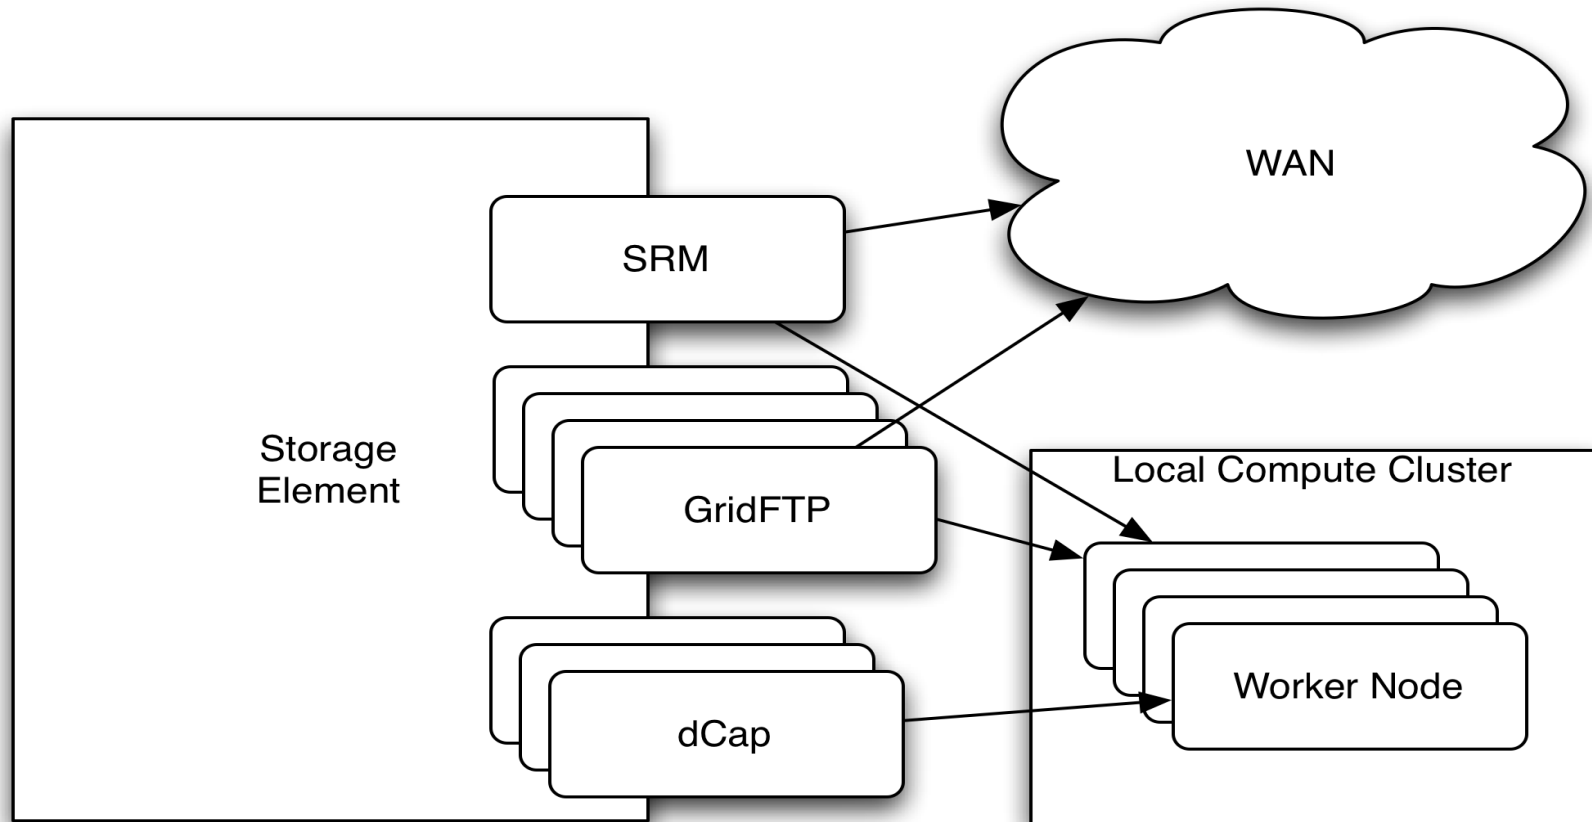 WAN
SRM
Storage
Element
GridFTP
Local Compute Cluster
Worker Node
dCap